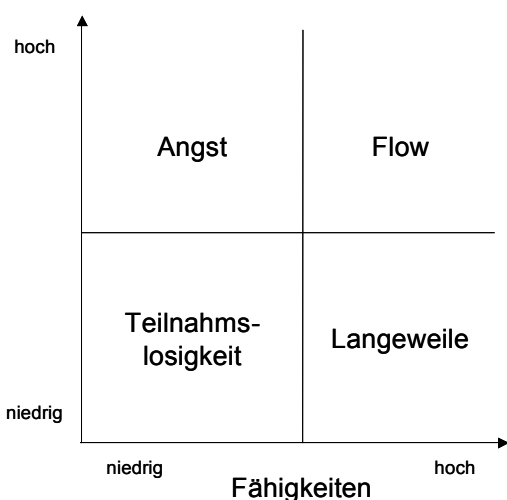 hoch
Angst
Flow
Teilnahms-
losigkeit
Langeweile
niedrig
niedrig
hoch
Fähigkeiten